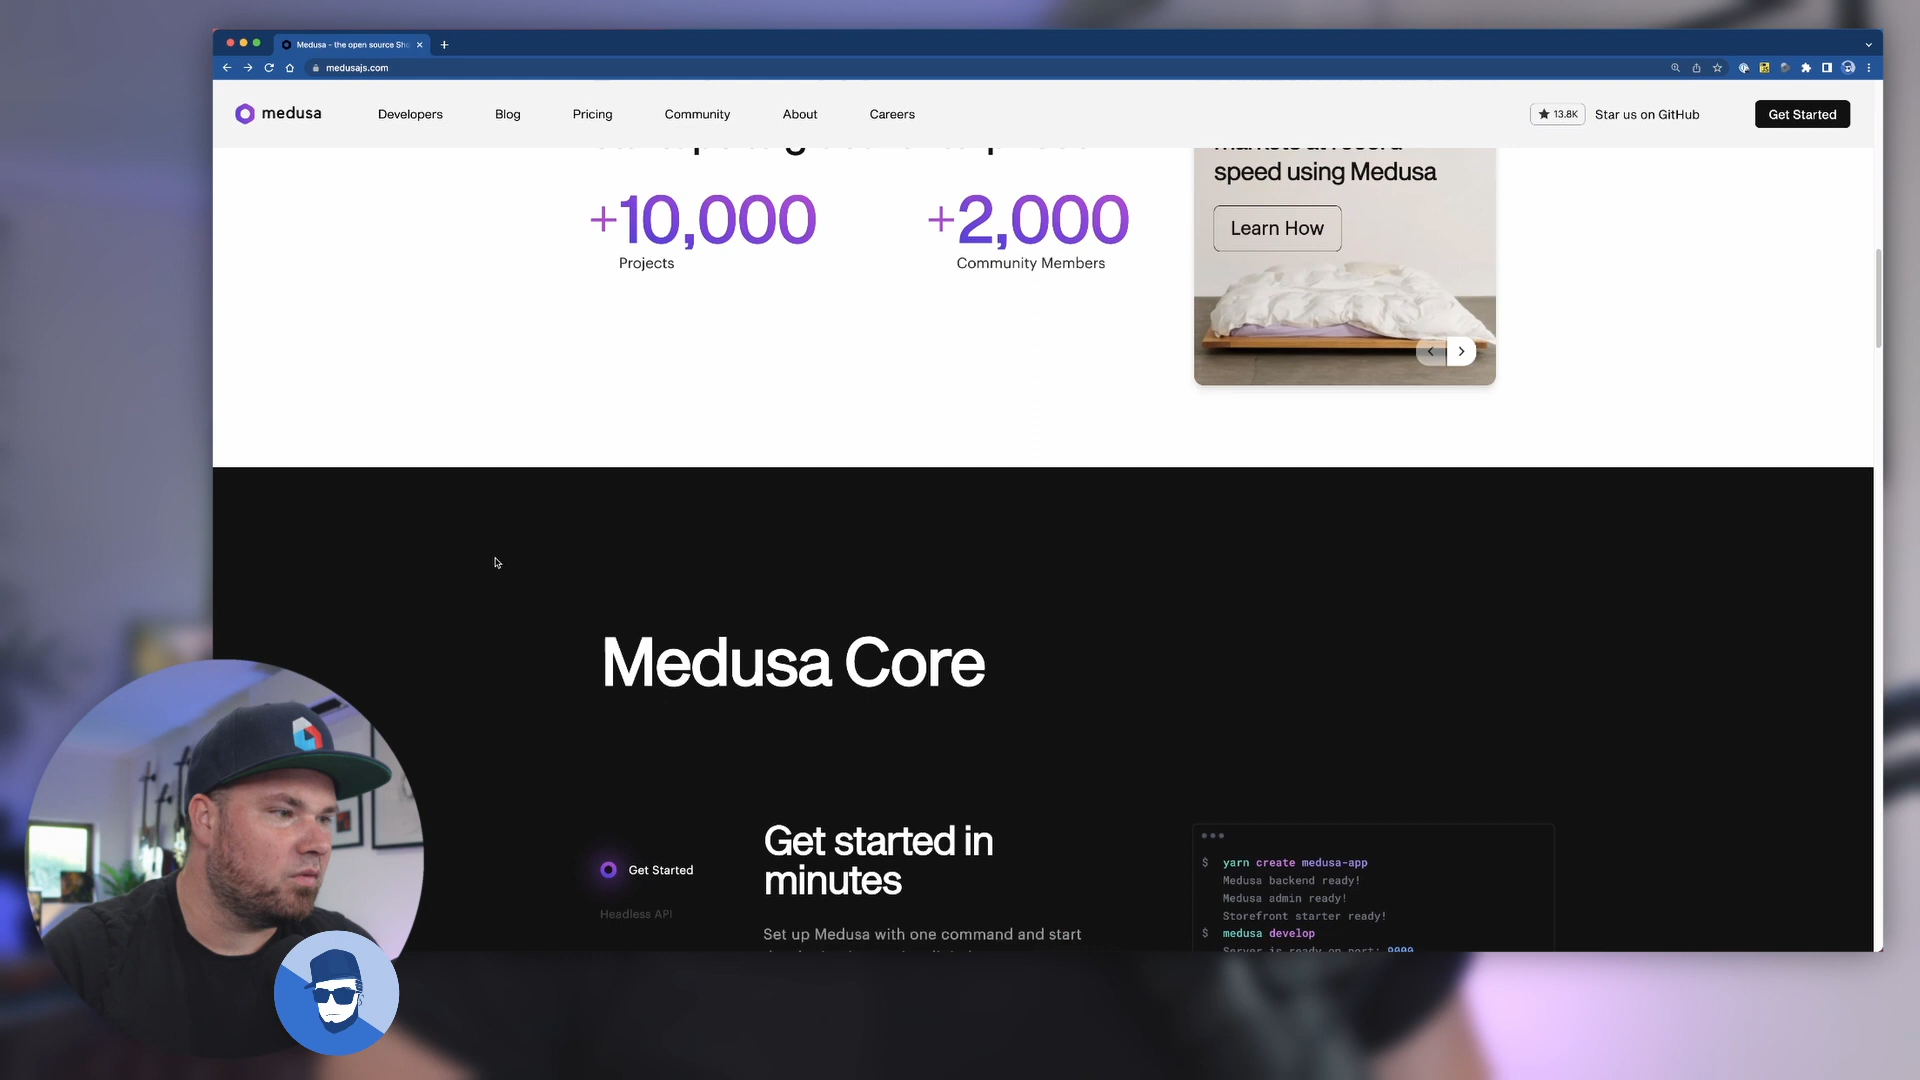 Medusa - the open source Sh
medusajs.com
medusa
Developers
Blog
Pricing
Community
About
Careers
13.8K
Star us on GitHub
Get Started
speed using Medusa
Learn How
+10,000
Projects
+2,000
Community Members
Medusa Core
Get Started
Headless API
Get started in
minutes
Set up Medusa with one command and start
$ yarn create medusa-app
Medusa backend ready!
Medusa admin ready!
Storefront starter ready!
$ medusa develop
Server is ready on port: 9000